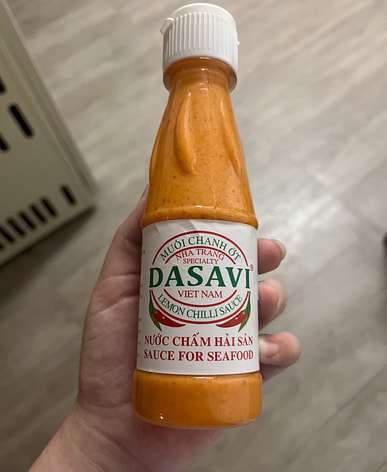 MUỐI CHANH ỚT
NHA TRANG
SPECIALTY
DASAVI®
VIET NAM
LEMON CHILLI SAUCE
NƯỚC CHẤM HẢI SẢN
SAUCE FOR SEAFOOD